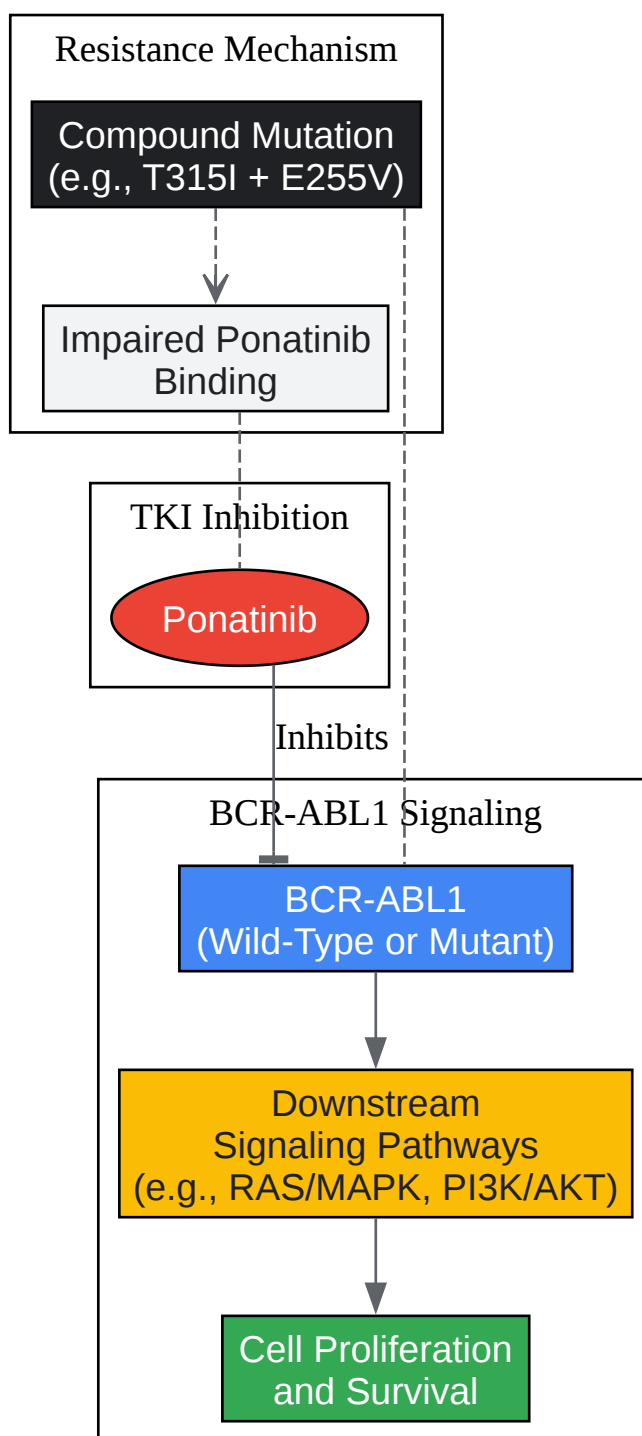 Resistance Mechanism
Compound Mutation
(e.g., T315I + E255V)
Impaired Ponatinib
Binding
TKI Inhibition
Ponatinib
Inhibits
BCR-ABL1 Signaling
BCR-ABL1
(Wild-Type or Mutant)
Downstream
Signaling Pathways
(e.g., RAS/MAPK, PI3K/AKT)
Cell Proliferation
and Survival